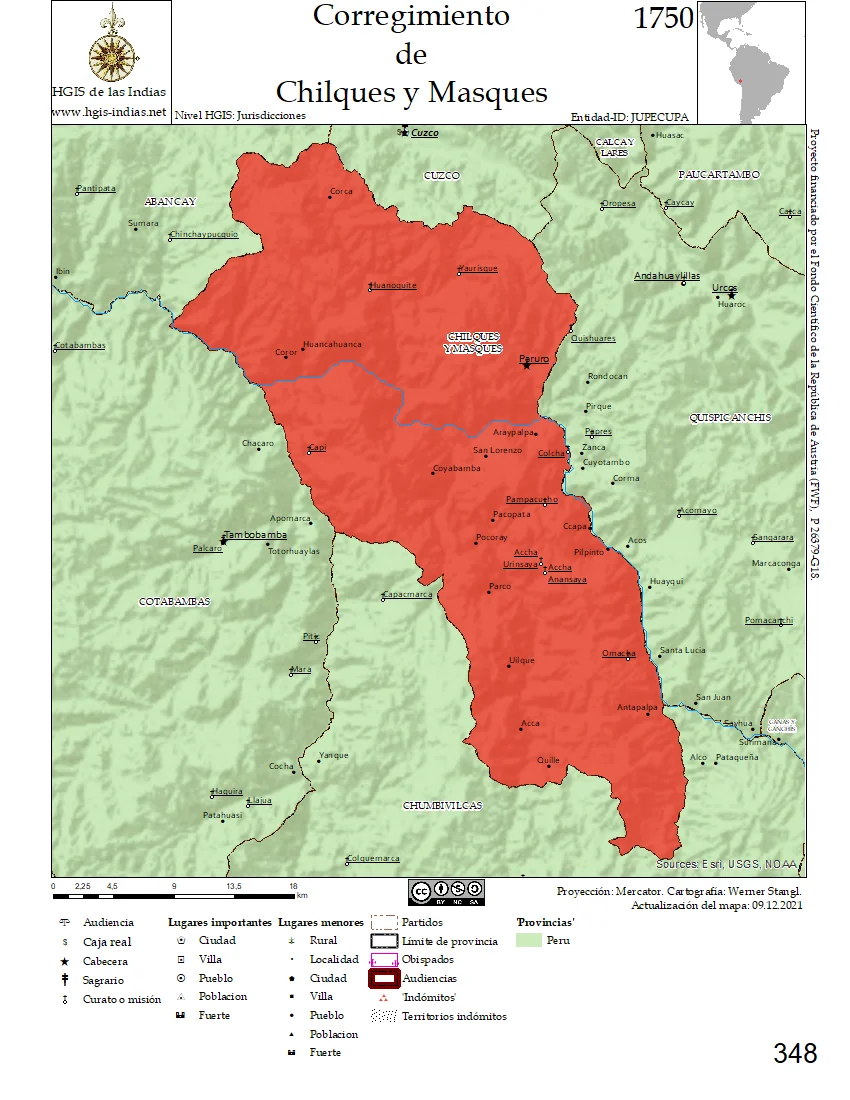 Corregimiento
de
Chilques y Masques
1750
HGIS de las Indias
www.hgis-indias.net
Nivel HGIS: Jurisdicciones
Entidad-ID: JUPECUPA
Proyecto financiado por el Fondo Científico de la República de Austria (FWF), P 26379-G18.
S
Cuzco
Huasac
CALCA Y
LARES
CUZCO
PAUCARTAMBO
Pantipata
Corca
ABANCAY
Oropesa
Caycay
Catca
Sumara
Chinchaypucquio
Ibin
Yaurisque
Andahuaylillas
Huanoquite
Urcos
Huaroc
CHILQUES
Y MASQUES
Quishuares
Cotabambas
Huancahuanca
Coror
Paruro
Rondocan
Pirque
QUISPICANCHIS
Araypalpa
Papres
Chacaro
Capi
San Lorenzo
Colcha
Zanca
Cuyotambo
Coyabamba
Corma
Pampacucho
Acomayo
Apomarca
Pacopata
Ccapa
Tambobamba
Pocoray
Acos
Sangarara
Palcaro
Totorhuaylas
Accha
Urinsaya
Pilpinto
Accha
Anansaya
Marcaconga
Huayqui
Parco
COTABAMBAS
Capacmarca
Pomacanchi
Pitic
Omacha
Santa Lucia
Uilque
Mara
San Juan
Antapalpa
Acca
Sayhua
CANAS Y
CANCHIS
Surimana
Yanque
Quille
Alco
Pataqueña
Cocha
Haquira
Llajua
CHUMBIVILCAS
Patahuasi
Colquemarca
Sources: Esri, USGS, NOAA
0 2,25 4,5 9 13,5 18
km
CC BY NC SA
Proyección: Mercator. Cartografía: Werner Stangl.
Actualización del mapa: 09.12.2021
Audiencia
S Caja real
Cabecera
Sagrario
Curato o misión
Lugares importantes
Ciudad
Villa
Pueblo
Poblacion
Fuerte
Lugares menores
Rural
Localidad
Ciudad
Villa
Pueblo
Poblacion
Fuerte
Partidos
Límite de provincia
Obispados
Audiencias
'Indómitos'
Territorios indómitos
'Provincias'
Peru
348